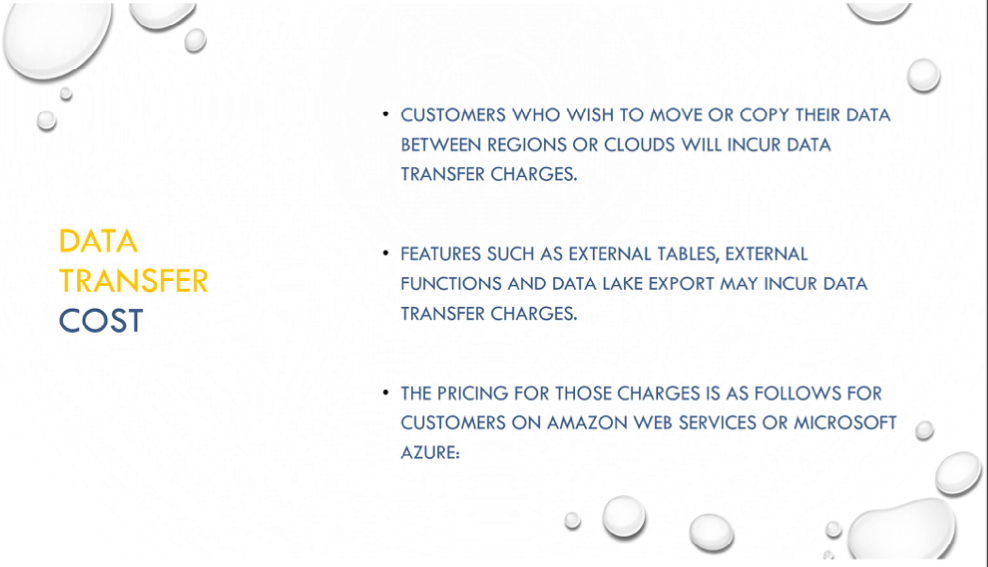 DATA
TRANSFER
COST
• CUSTOMERS WHO WISH TO MOVE OR COPY THEIR DATA
BETWEEN REGIONS OR CLOUDS WILL INCUR DATA
TRANSFER CHARGES.
• FEATURES SUCH AS EXTERNAL TABLES, EXTERNAL
FUNCTIONS AND DATA LAKE EXPORT MAY INCUR DATA
TRANSFER CHARGES.
• THE PRICING FOR THOSE CHARGES IS AS FOLLOWS FOR
CUSTOMERS ON AMAZON WEB SERVICES OR MICROSOFT
AZURE: